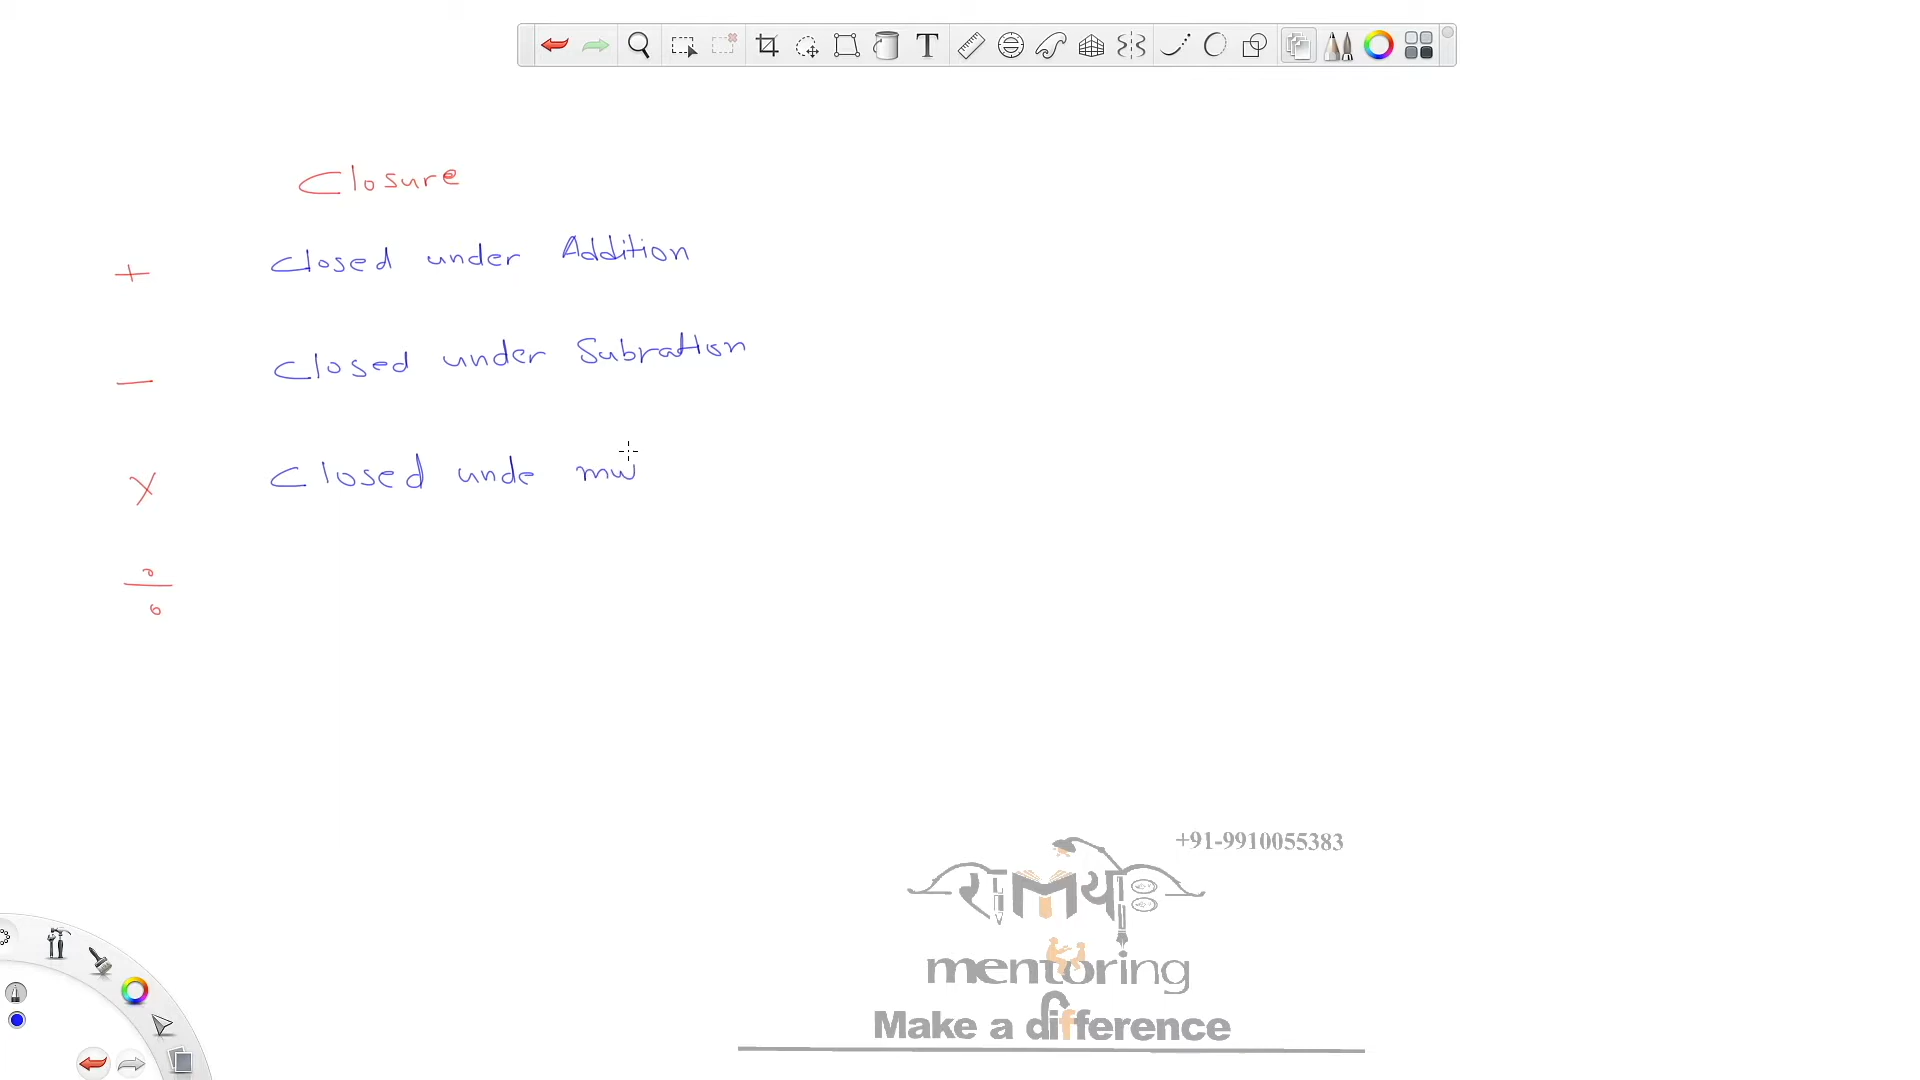 Closure
+ Closed under Addition
— Closed under Subration
× Closed unde mu
÷
+91-9910055383
रामया
mentoring
Make a difference